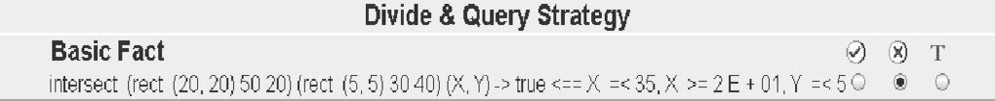 Divide & Query Strategy
Basic Fact T
intersect (rect (20, 20) 50 20) (rect (5, 5) 30 40) (X, Y) -> true <== X =< 35, X >= 2 E + 01, Y =< 5